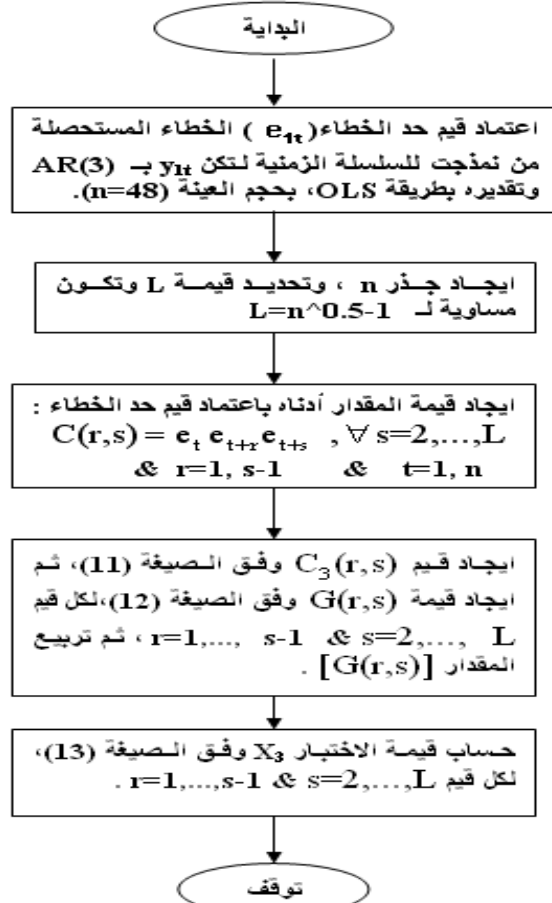 البداية
اعتماد قيم حد الخطاء( e₁ₜ ) الخطاء المستحصلة
من نمذجت للسلسلة الزمنية لتكن y₁ₜ بـ AR(3)
وتقديره بطريقة OLS، بحجم العينة (n=48).
ايجاد جذر n ، وتحديد قيمة L وتكون
مساوية لـ L=n^0.5-1
ايجاد قيمة المقدار أدناه باعتماد قيم حد الخطاء :
C(r,s) = eₜ eₜ₊ᵣ eₜ₊ₛ , ∀ s=2,...,L
& r=1, s-1 & t=1, n
ايجاد قيم C₃(r,s) وفق الصيغة (11)، ثم
ايجاد قيمة G(r,s) وفق الصيغة (12)،لكل قيم
r=1,..., s-1 & s=2,..., L ، ثم تربيع
المقدار [G(r,s)] .
حساب قيمة الاختبار X₃ وفق الصيغة (13)،
لكل قيم r=1,...,s-1 & s=2,...,L .
توقف